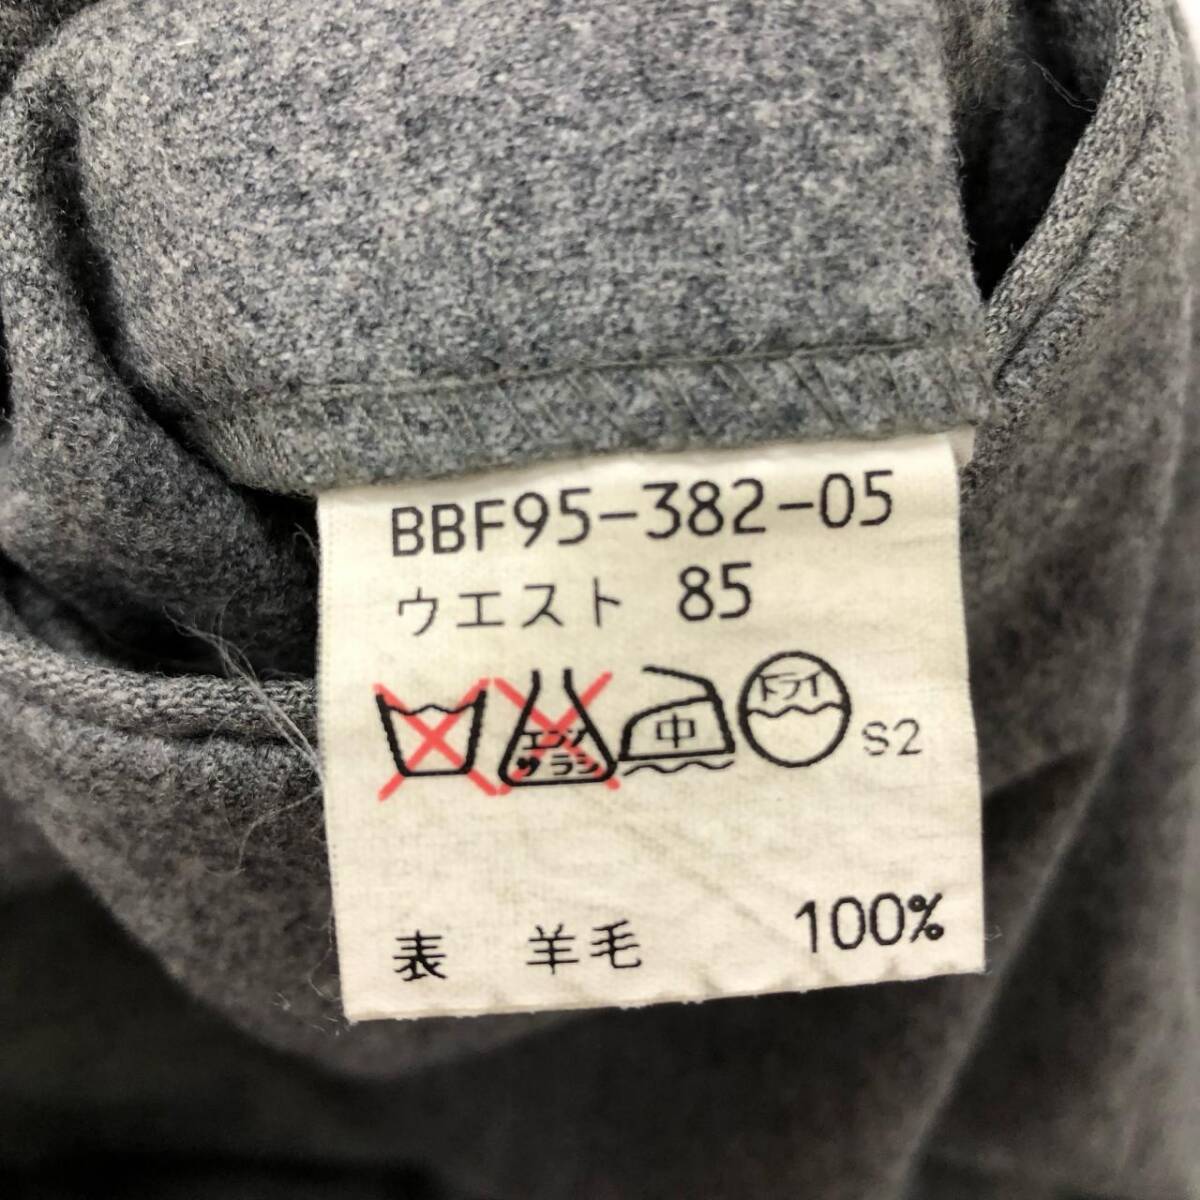 BBF95-382-05
ウエスト 85
エンソ サラシ 中 ドライ S2
表 羊毛 100%